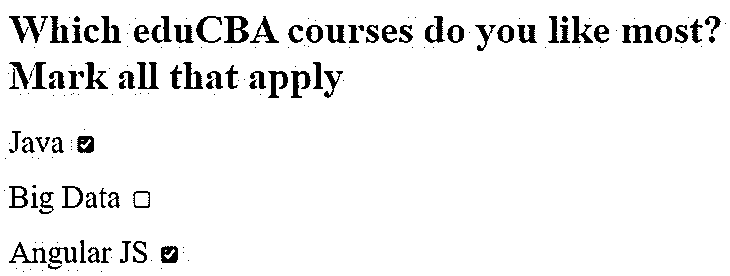 Which eduCBA courses do you like most?
Mark all that apply
Java
Big Data
Angular JS